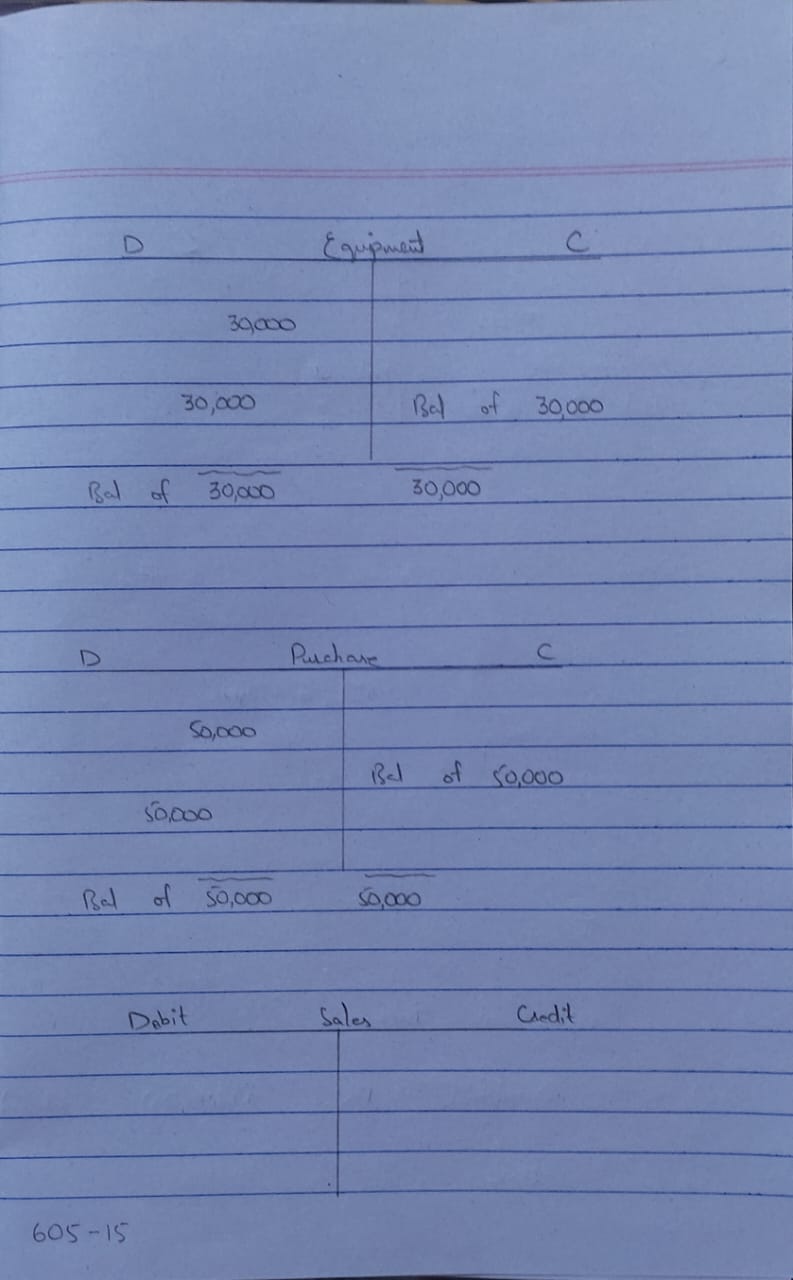 D Equipment C
30,000
30,000 Bal of 30,000
Bal of 30,000 30,000
D Purchase C
50,000
Bal of 50,000
50,000
Bal of 50,000 50,000
Debit Sales Credit
605-15